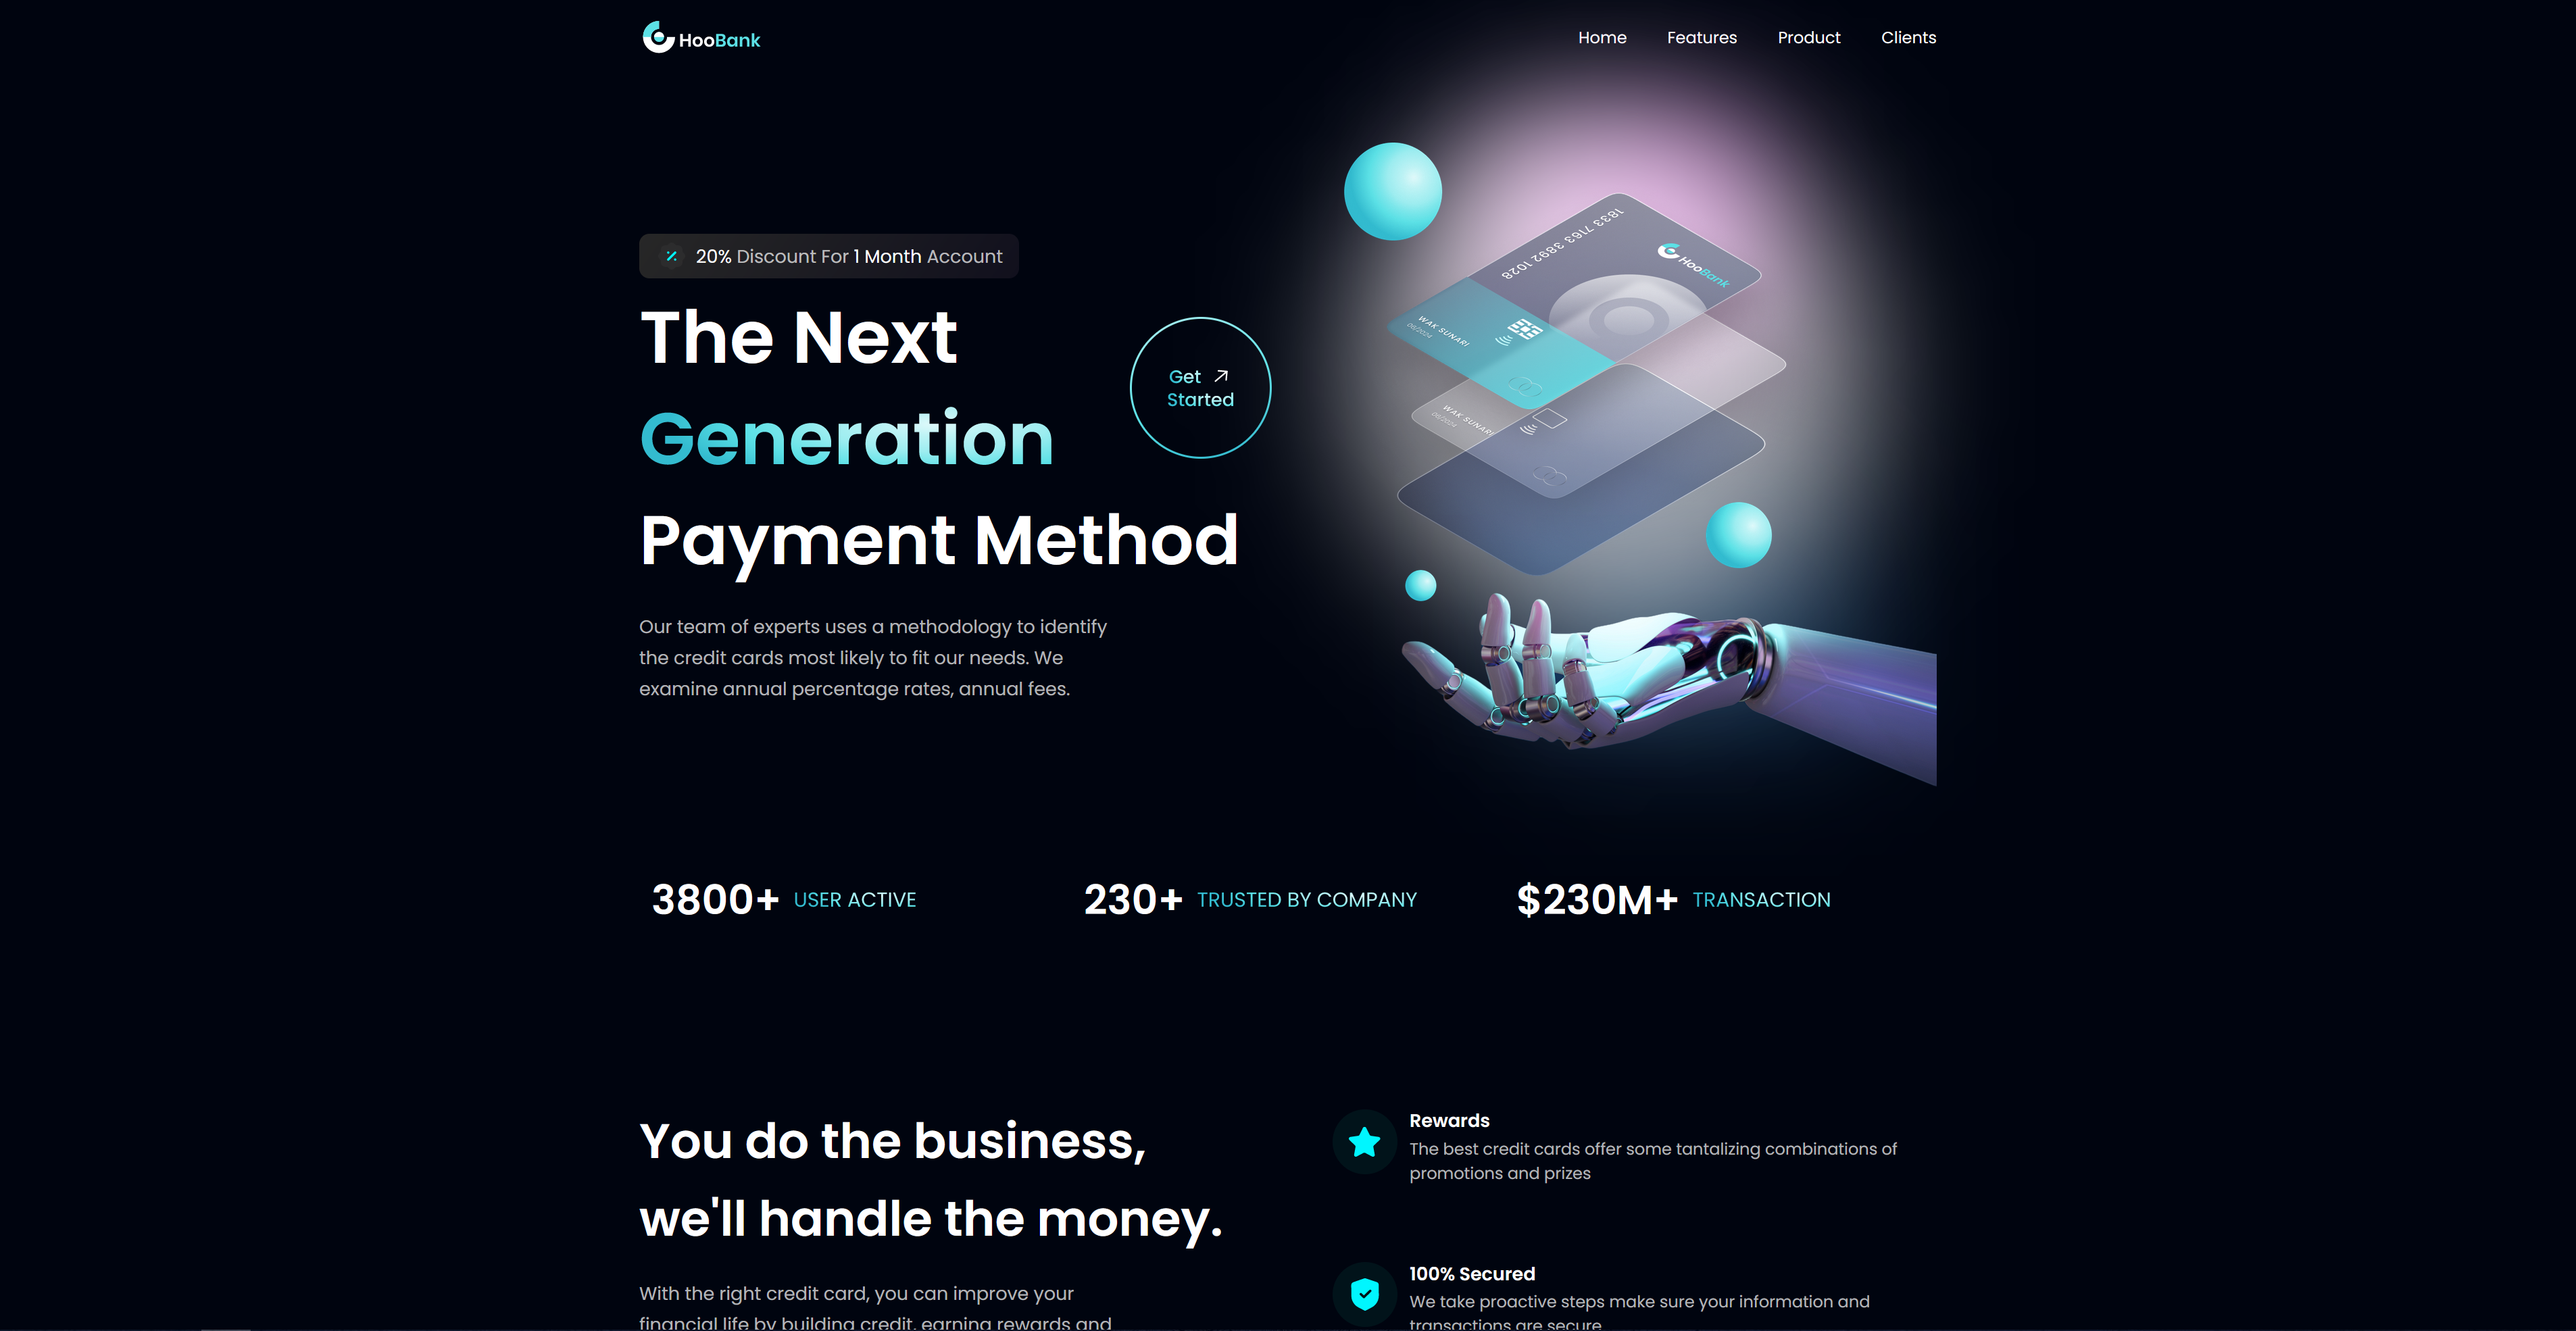 HooBank
Home Features Product Clients
20% Discount For 1 Month Account
The Next
Generation
Payment Method
Get
Started
Our team of experts uses a methodology to identify
the credit cards most likely to fit our needs. We
examine annual percentage rates, annual fees.
1833 7163 3892 1028
HooBank
WAK SUNARI
06/2024
WAK SUNARI
06/2024
3800+ USER ACTIVE
230+ TRUSTED BY COMPANY
$230M+ TRANSACTION
You do the business,
we'll handle the money.
With the right credit card, you can improve your
financial life by building credit, earning rewards and
Rewards
The best credit cards offer some tantalizing combinations of
promotions and prizes
100% Secured
We take proactive steps make sure your information and
transactions are secure